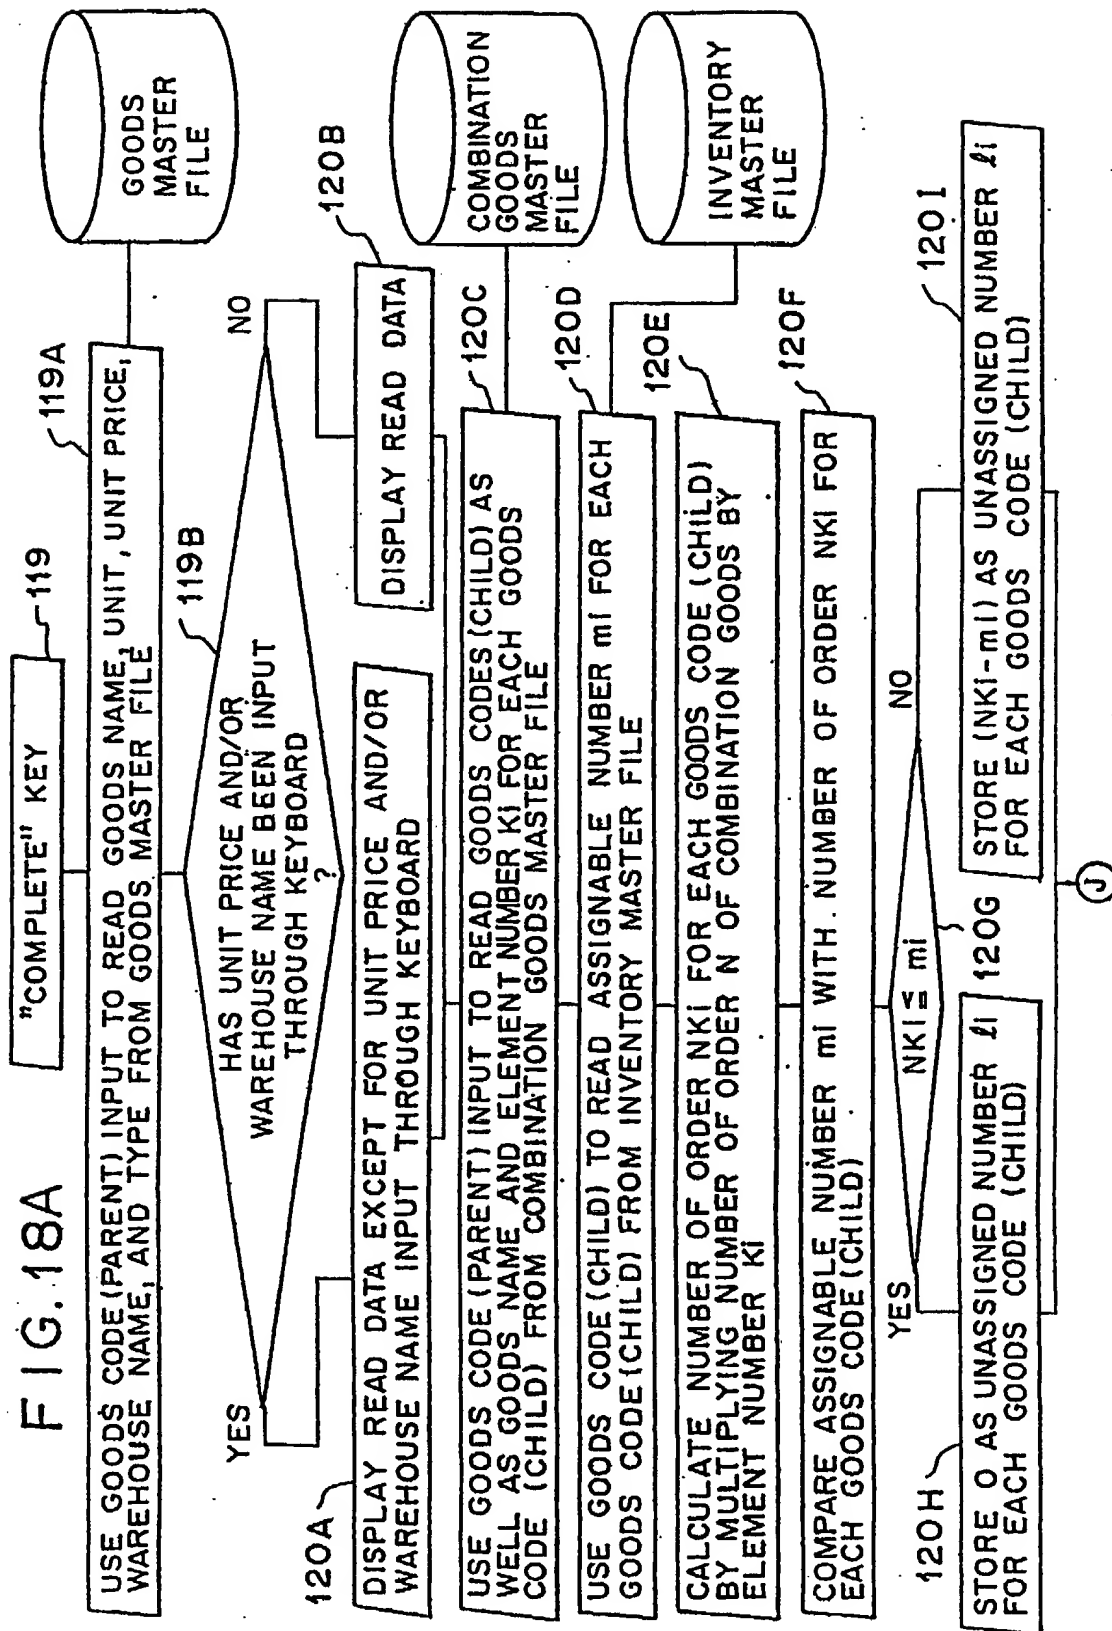 FIG. 18A
"COMPLETE" KEY
119
USE GOODS CODE (PARENT) INPUT TO READ GOODS NAME, UNIT, UNIT PRICE,
WAREHOUSE NAME, AND TYPE FROM GOODS MASTER FILE
119A
GOODS
MASTER
FILE
HAS UNIT PRICE AND/OR
WAREHOUSE NAME BEEN INPUT
THROUGH KEYBOARD
?
119B
YES
NO
120A
DISPLAY READ DATA EXCEPT FOR UNIT PRICE AND/OR
WAREHOUSE NAME INPUT THROUGH KEYBOARD
DISPLAY READ DATA
120B
USE GOODS CODE (PARENT) INPUT TO READ GOODS CODES (CHILD) AS
WELL AS GOODS NAME AND ELEMENT NUMBER Ki FOR EACH GOODS
CODE (CHILD) FROM COMBINATION GOODS MASTER FILE
120C
COMBINATION
GOODS
MASTER
FILE
USE GOODS CODE (CHILD) TO READ ASSIGNABLE NUMBER mi FOR EACH
GOODS CODE (CHILD) FROM INVENTORY MASTER FILE
120D
INVENTORY
MASTER
FILE
CALCULATE NUMBER OF ORDER NKi FOR EACH GOODS CODE (CHILD)
BY MULTIPLYING NUMBER OF ORDER N OF COMBINATION GOODS BY
ELEMENT NUMBER Ki
120E
COMPARE ASSIGNABLE NUMBER mi WITH NUMBER OF ORDER NKi FOR
EACH GOODS CODE (CHILD)
120F
NKi ≦ mi
120G
YES
NO
120H
STORE O AS UNASSIGNED NUMBER ℓi
FOR EACH GOODS CODE (CHILD)
STORE (NKi-mi) AS UNASSIGNED NUMBER ℓi
FOR EACH GOODS CODE (CHILD)
120I
J